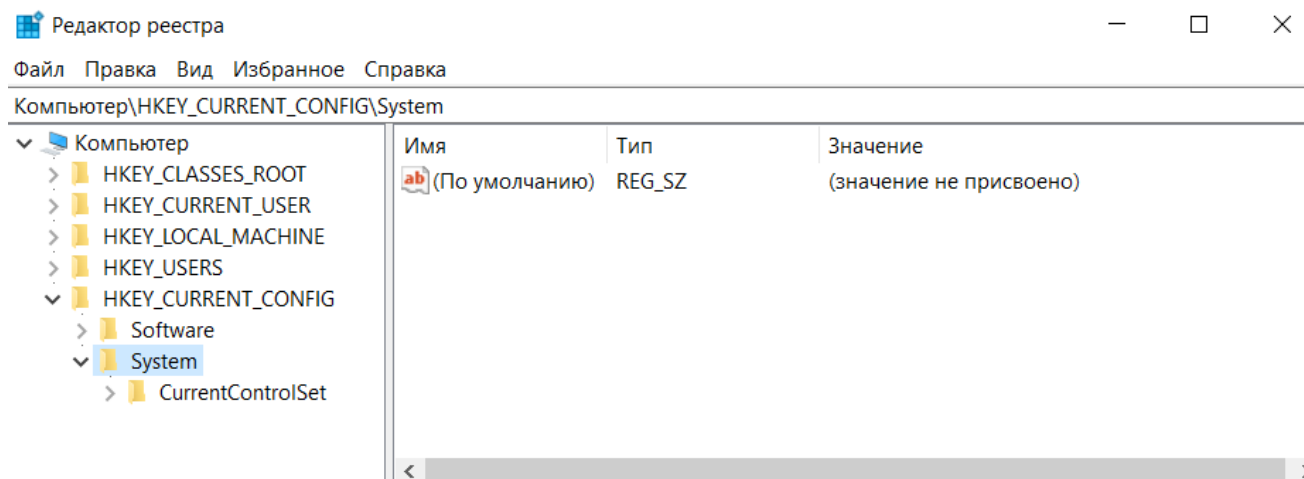 Редактор реестра
Файл Правка Вид Избранное Справка
Компьютер\HKEY_CURRENT_CONFIG\System
Компьютер
HKEY_CLASSES_ROOT
HKEY_CURRENT_USER
HKEY_LOCAL_MACHINE
HKEY_USERS
HKEY_CURRENT_CONFIG
Software
System
CurrentControlSet
Имя Тип Значение
ab (По умолчанию) REG_SZ (значение не присвоено)